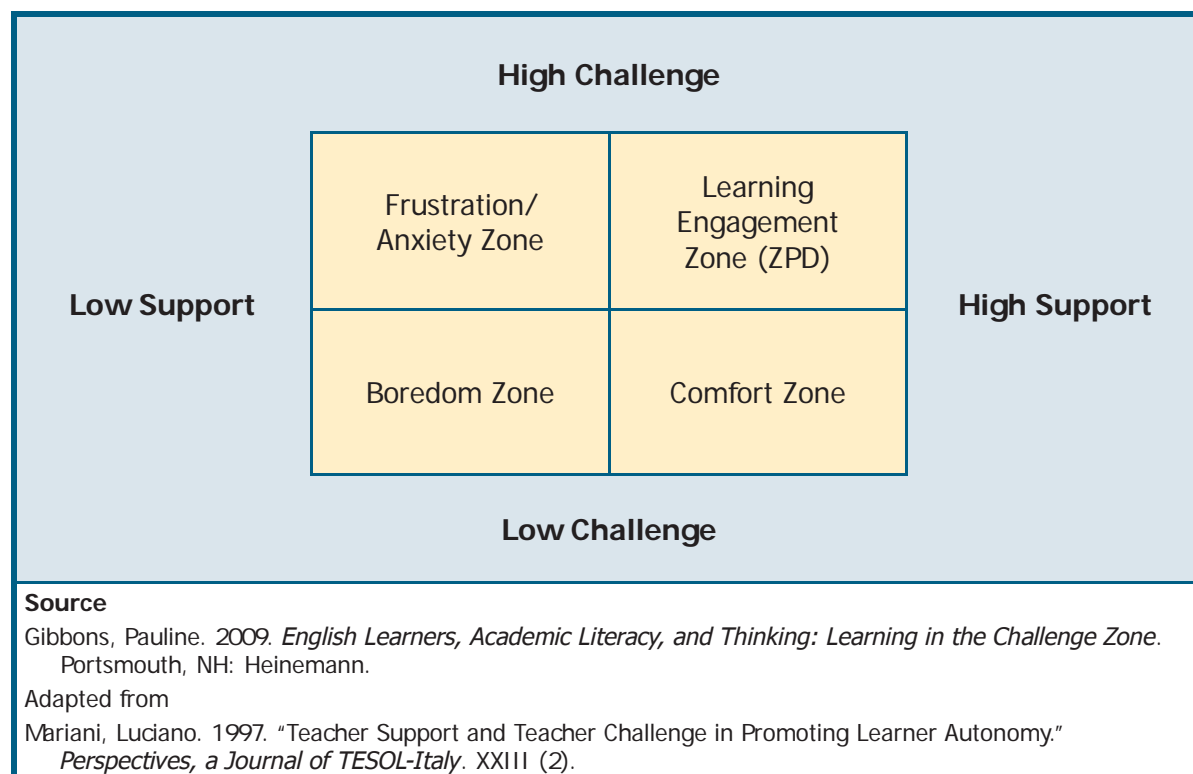 High Challenge
Frustration/
Anxiety Zone
Learning
Engagement
Zone (ZPD)
Low Support
High Support
Boredom Zone
Comfort Zone
Low Challenge
Source
Gibbons, Pauline. 2009. English Learners, Academic Literacy, and Thinking: Learning in the Challenge Zone.
Portsmouth, NH: Heinemann.
Adapted from
Mariani, Luciano. 1997. “Teacher Support and Teacher Challenge in Promoting Learner Autonomy.”
Perspectives, a Journal of TESOL-Italy. XXIII (2).